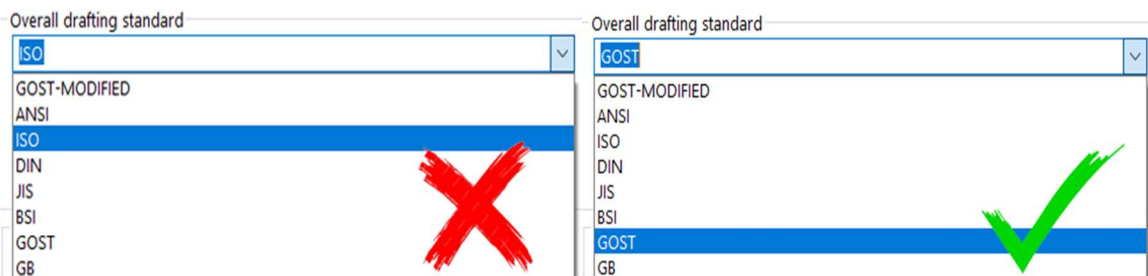 Overall drafting standard
ISO
GOST-MODIFIED
ANSI
ISO
DIN
JIS
BSI
GOST
GB
Overall drafting standard
GOST
GOST-MODIFIED
ANSI
ISO
DIN
JIS
BSI
GOST
GB